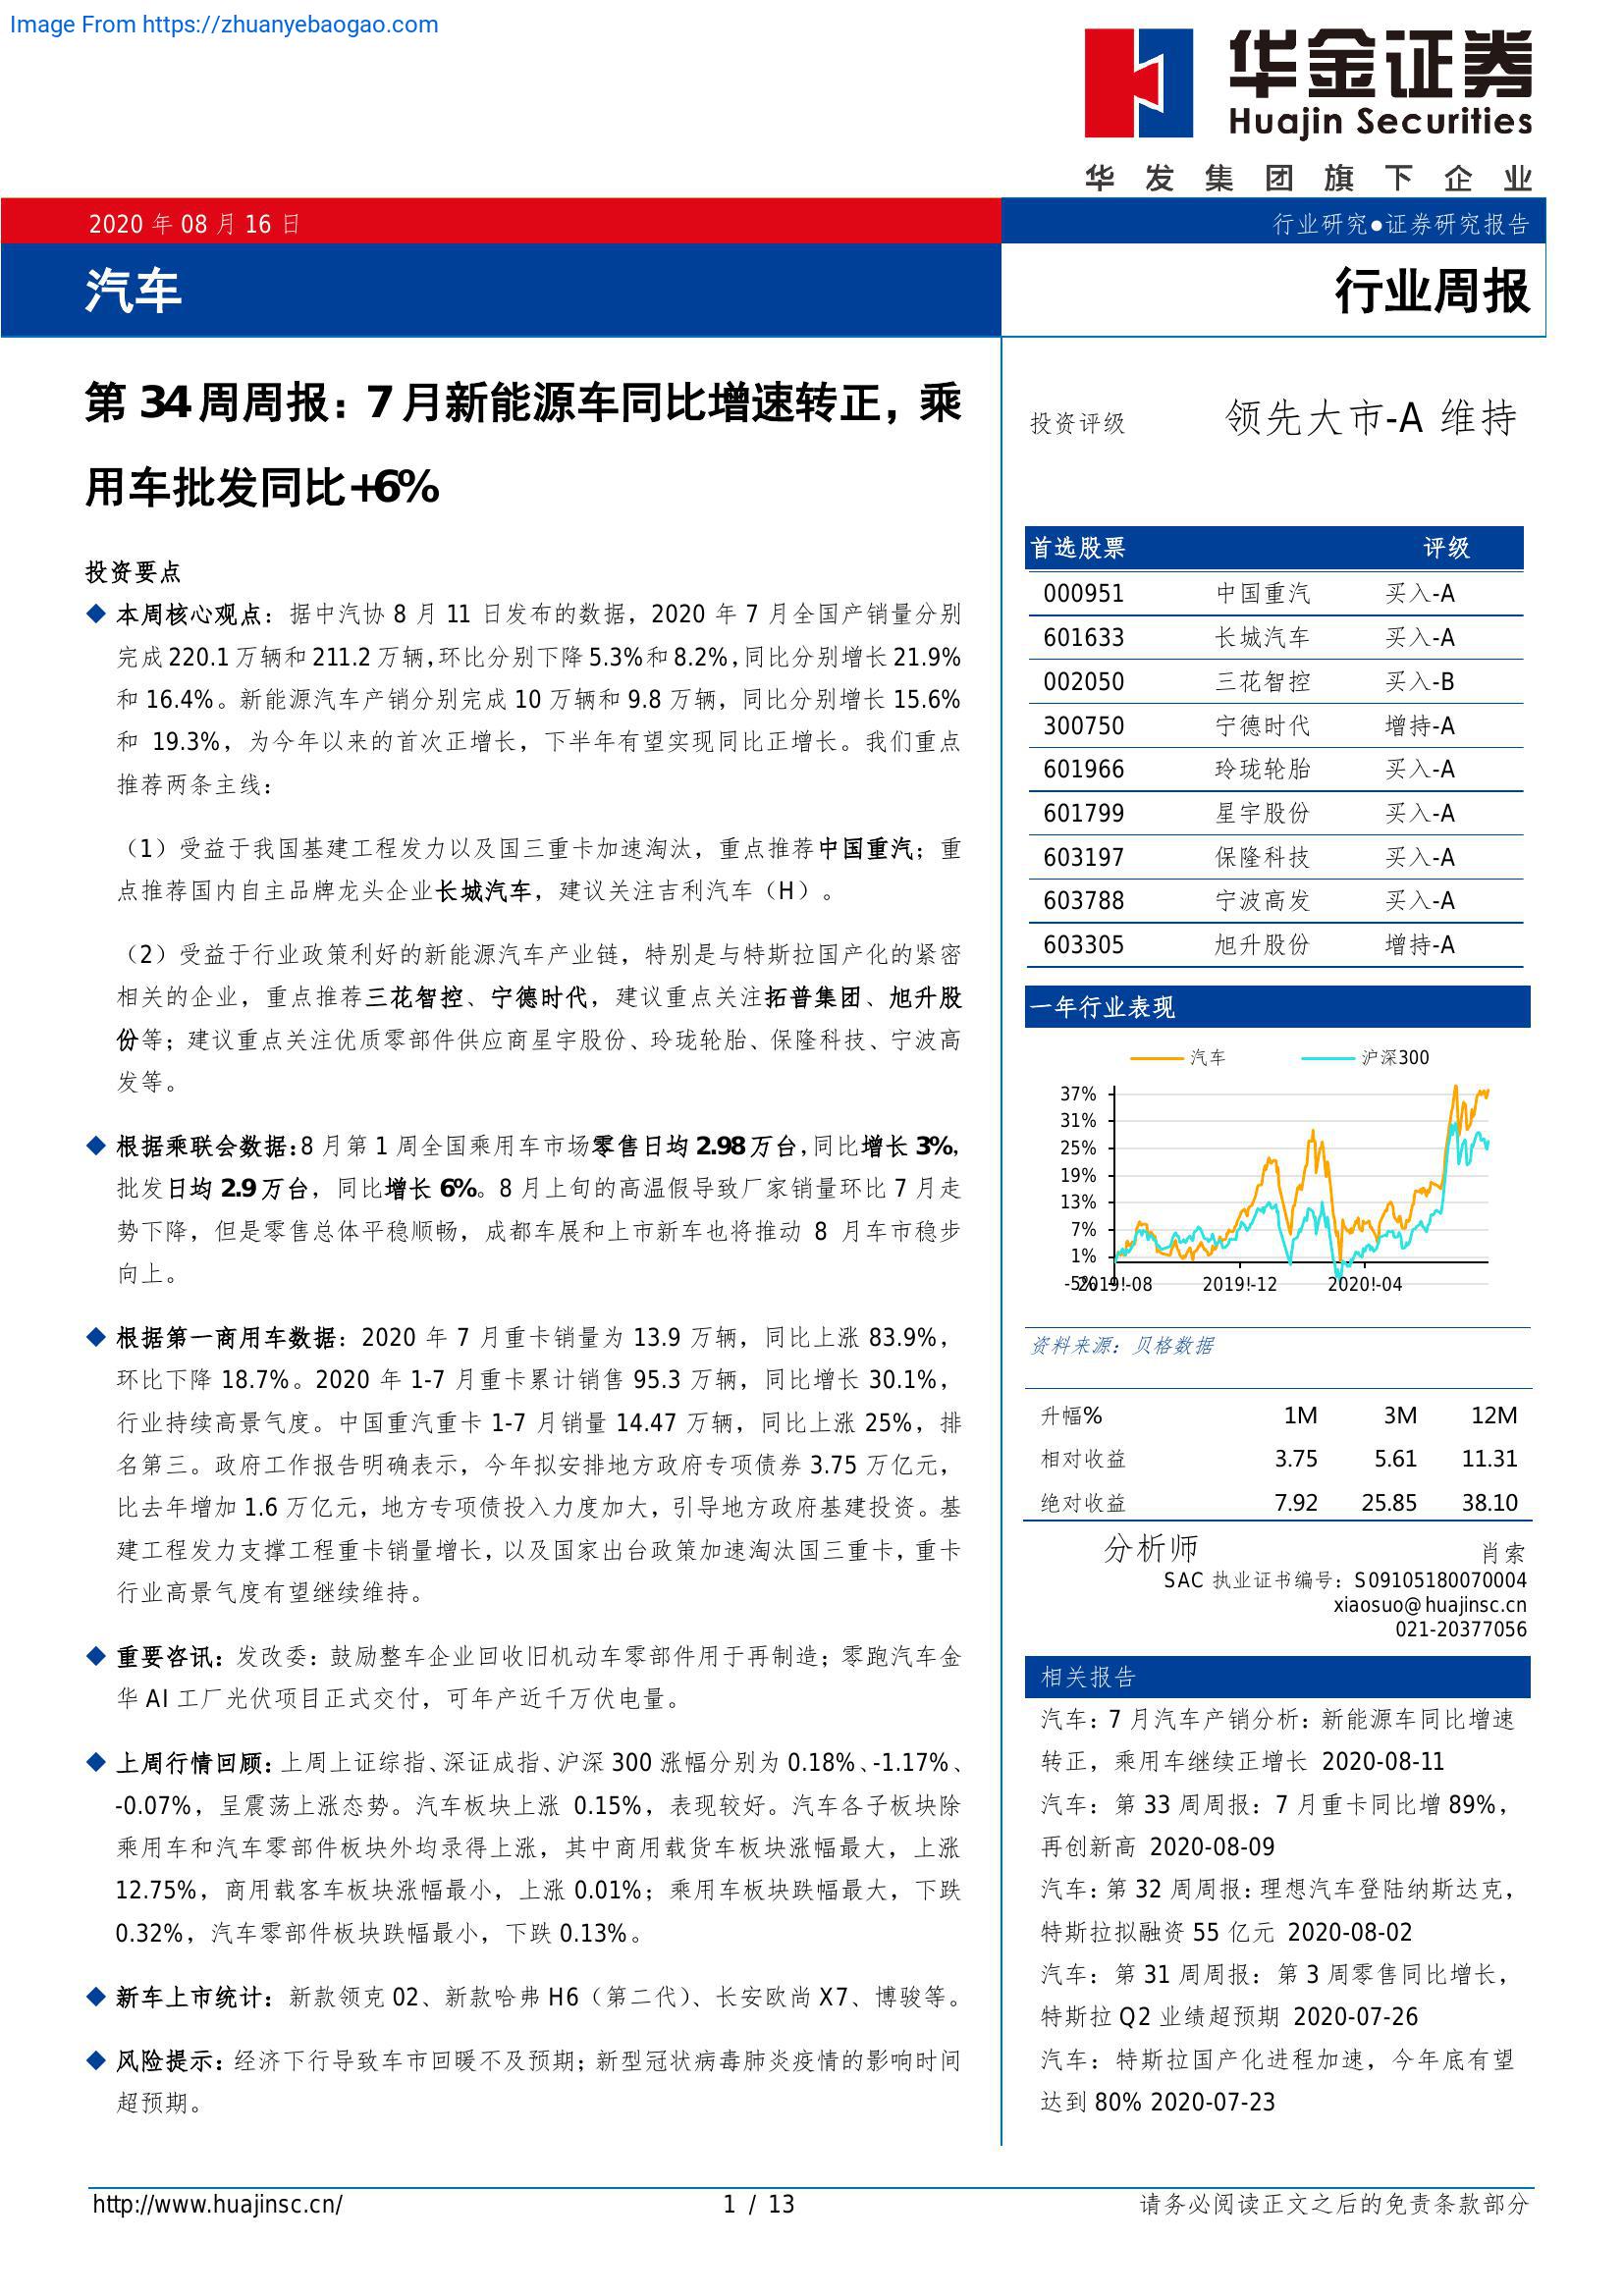 Image From https://zhuanyebaogao.com
华金证券
Huajin Securities
华发集团旗下企业
2020 年 08 月 16 日
行业研究●证券研究报告
汽车
行业周报
第 34 周周报：7 月新能源车同比增速转正，乘
用车批发同比+6%
投资要点
◆ 本周核心观点：据中汽协 8 月 11 日发布的数据，2020 年 7 月全国产销量分别
完成 220.1 万辆和 211.2 万辆，环比分别下降 5.3%和 8.2%，同比分别增长 21.9%
和 16.4%。新能源汽车产销分别完成 10 万辆和 9.8 万辆，同比分别增长 15.6%
和 19.3%，为今年以来的首次正增长，下半年有望实现同比正增长。我们重点
推荐两条主线：
（1）受益于我国基建工程发力以及国三重卡加速淘汰，重点推荐中国重汽；重
点推荐国内自主品牌龙头企业长城汽车，建议关注吉利汽车（H）。
（2）受益于行业政策利好的新能源汽车产业链，特别是与特斯拉国产化的紧密
相关的企业，重点推荐三花智控、宁德时代，建议重点关注拓普集团、旭升股
份等；建议重点关注优质零部件供应商星宇股份、玲珑轮胎、保隆科技、宁波高
发等。
◆ 根据乘联会数据：8 月第 1 周全国乘用车市场零售日均 2.98 万台，同比增长 3%，
批发日均 2.9 万台，同比增长 6%。8 月上旬的高温假导致厂家销量环比 7 月走
势下降，但是零售总体平稳顺畅，成都车展和上市新车也将推动 8 月车市稳步
向上。
◆ 根据第一商用车数据：2020 年 7 月重卡销量为 13.9 万辆，同比上涨 83.9%，
环比下降 18.7%。2020 年 1-7 月重卡累计销售 95.3 万辆，同比增长 30.1%，
行业持续高景气度。中国重汽重卡 1-7 月销量 14.47 万辆，同比上涨 25%，排
名第三。政府工作报告明确表示，今年拟安排地方政府专项债券 3.75 万亿元，
比去年增加 1.6 万亿元，地方专项债投入力度加大，引导地方政府基建投资。基
建工程发力支撑工程重卡销量增长，以及国家出台政策加速淘汰国三重卡，重卡
行业高景气度有望继续维持。
◆ 重要咨讯：发改委：鼓励整车企业回收旧机动车零部件用于再制造；零跑汽车金
华 AI 工厂光伏项目正式交付，可年产近千万伏电量。
◆ 上周行情回顾：上周上证综指、深证成指、沪深 300 涨幅分别为 0.18%、-1.17%、
-0.07%，呈震荡上涨态势。汽车板块上涨 0.15%，表现较好。汽车各子板块除
乘用车和汽车零部件板块外均录得上涨，其中商用载货车板块涨幅最大，上涨
12.75%，商用载客车板块涨幅最小，上涨 0.01%；乘用车板块跌幅最大，下跌
0.32%，汽车零部件板块跌幅最小，下跌 0.13%。
◆ 新车上市统计：新款领克 02、新款哈弗 H6（第二代）、长安欧尚 X7、博骏等。
◆ 风险提示：经济下行导致车市回暖不及预期；新型冠状病毒肺炎疫情的影响时间
超预期。
投资评级 领先大市-A 维持
首选股票 评级
000951 中国重汽 买入-A
601633 长城汽车 买入-A
002050 三花智控 买入-B
300750 宁德时代 增持-A
601966 玲珑轮胎 买入-A
601799 星宇股份 买入-A
603197 保隆科技 买入-A
603788 宁波高发 买入-A
603305 旭升股份 增持-A
一年行业表现
汽车 沪深300
37%
31%
25%
19%
13%
7%
1%
-5%
2019!-08 2019!-12 2020!-04
资料来源：贝格数据
升幅% 1M 3M 12M
相对收益 3.75 5.61 11.31
绝对收益 7.92 25.85 38.10
分析师 肖索
SAC 执业证书编号：S09105180070004
xiaosuo@huajinsc.cn
021-20377056
相关报告
汽车：7 月汽车产销分析：新能源车同比增速
转正，乘用车继续正增长 2020-08-11
汽车：第 33 周周报：7 月重卡同比增 89%，
再创新高 2020-08-09
汽车：第 32 周周报：理想汽车登陆纳斯达克，
特斯拉拟融资 55 亿元 2020-08-02
汽车：第 31 周周报：第 3 周零售同比增长，
特斯拉 Q2 业绩超预期 2020-07-26
汽车：特斯拉国产化进程加速，今年底有望
达到 80% 2020-07-23
http://www.huajinsc.cn/
1 / 13
请务必阅读正文之后的免责条款部分